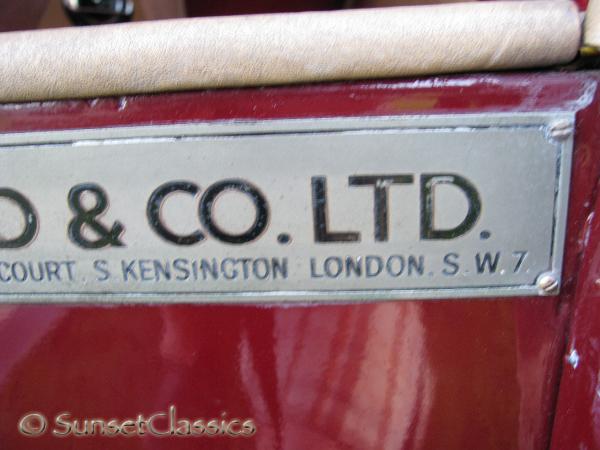 & CO. LTD.
COURT. S. KENSINGTON LONDON. S. W. 7.
© SunsetClassics